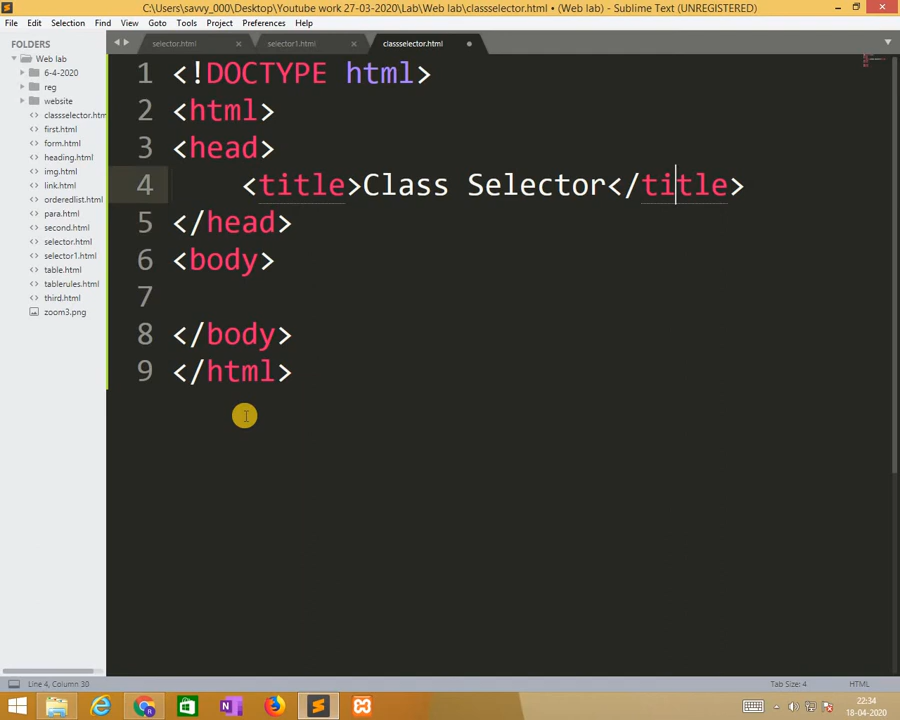 C:\Users\savvy_000\Desktop\Youtube work 27-03-2020\Lab\Web lab\classselector.html • (Web lab) - Sublime Text (UNREGISTERED)
File Edit Selection Find View Goto Tools Project Preferences Help
FOLDERS
Web lab
6-4-2020
reg
website
classselector.htm
first.html
form.html
heading.html
img.html
link.html
orderedlist.html
para.html
second.html
selector.html
selector1.html
table.html
tablerules.html
third.html
zoom3.png
selector.html selector1.html classselector.html
1 <!DOCTYPE html>
2 <html>
3 <head>
4 <title>Class Selector</title>
5 </head>
6 <body>
7
8 </body>
9 </html>
Line 4, Column 30 Tab Size: 4 HTML
22:34
18-04-2020